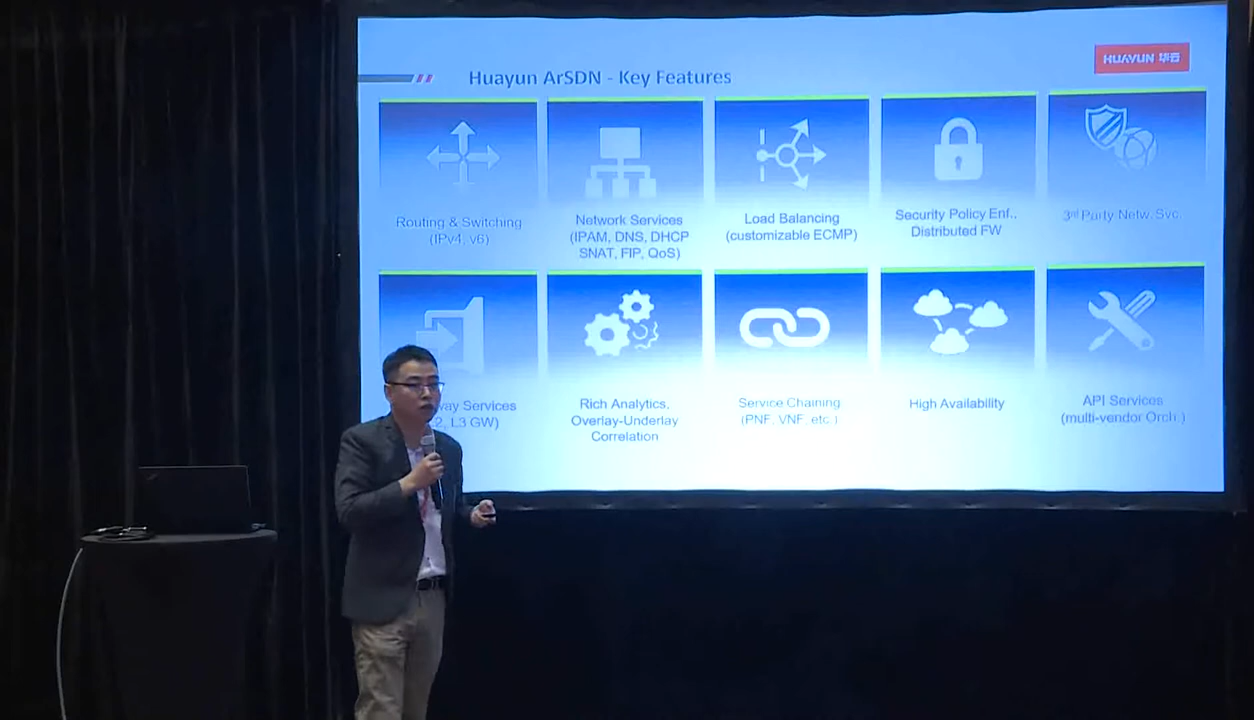 HUAYUN 华云
Huayun ArSDN - Key Features
Routing & Switching
(IPv4, v6)
Network Services
(IPAM, DNS, DHCP
SNAT, FIP, QoS)
Load Balancing
(customizable ECMP)
Security Policy Enf.,
Distributed FW
3rd Party Netw. Svc.
way Services
2, L3 GW)
Rich Analytics,
Overlay-Underlay
Correlation
Service Chaining
(PNF, VNF, etc.)
High Availability
API Services
(multi-vendor Orch.)